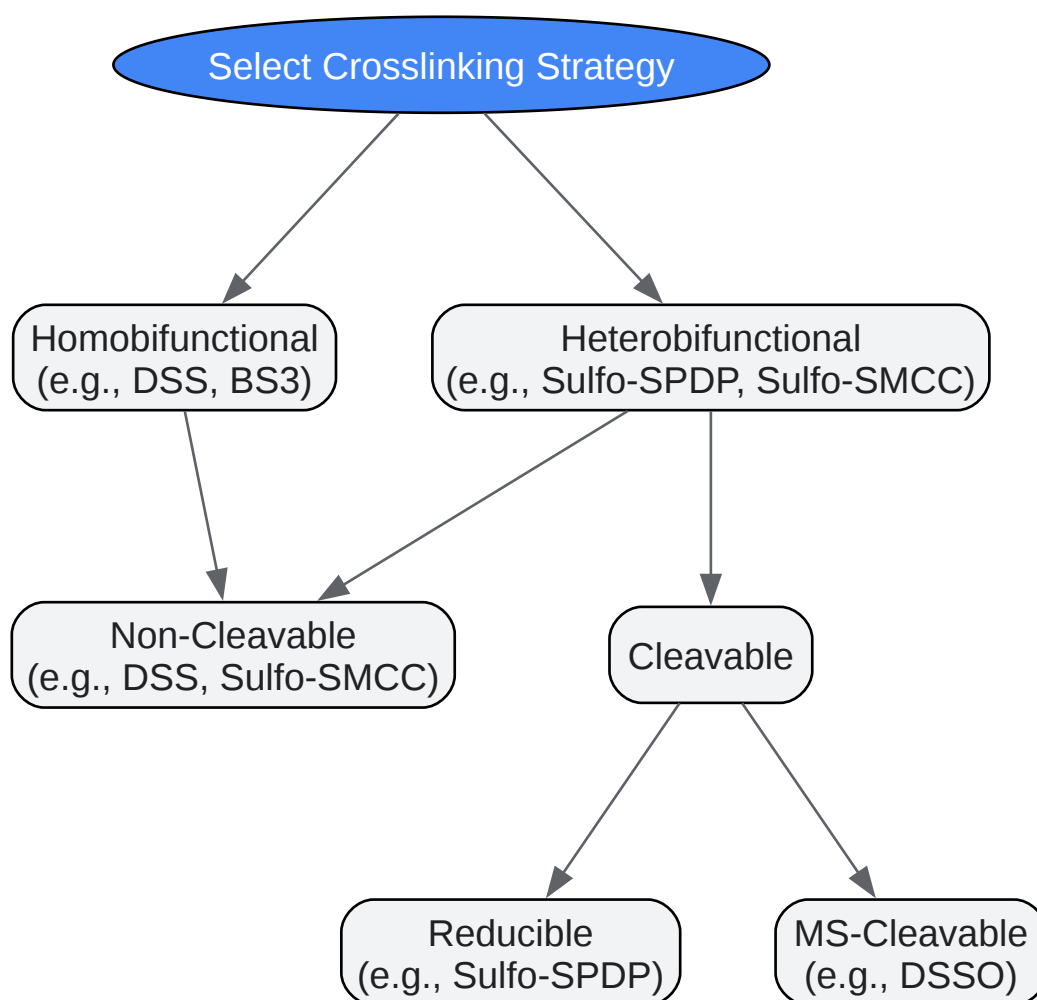 Select Crosslinking Strategy
Homobifunctional
(e.g., DSS, BS3)
Heterobifunctional
(e.g., Sulfo-SPDP, Sulfo-SMCC)
Non-Cleavable
(e.g., DSS, Sulfo-SMCC)
Cleavable
Reducible
(e.g., Sulfo-SPDP)
MS-Cleavable
(e.g., DSSO)